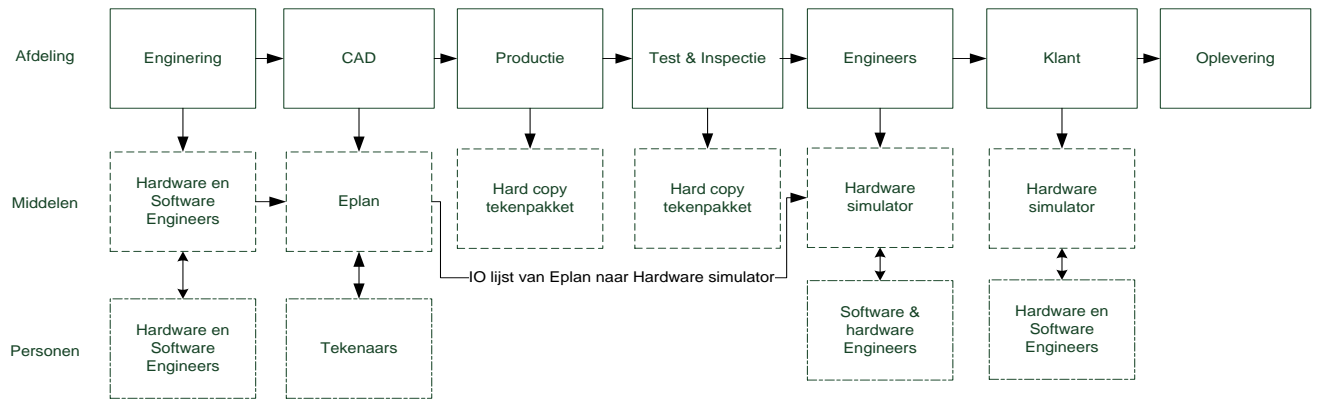 Afdeling
Enginering
CAD
Productie
Test & Inspectie
Engineers
Klant
Oplevering
Middelen
Hardware en
Software
Engineers
Eplan
Hard copy
tekenpakket
Hard copy
tekenpakket
Hardware
simulator
Hardware
simulator
IO lijst van Eplan naar Hardware simulator
Personen
Hardware en
Software
Engineers
Tekenaars
Software &
hardware
Engineers
Hardware en
Software
Engineers